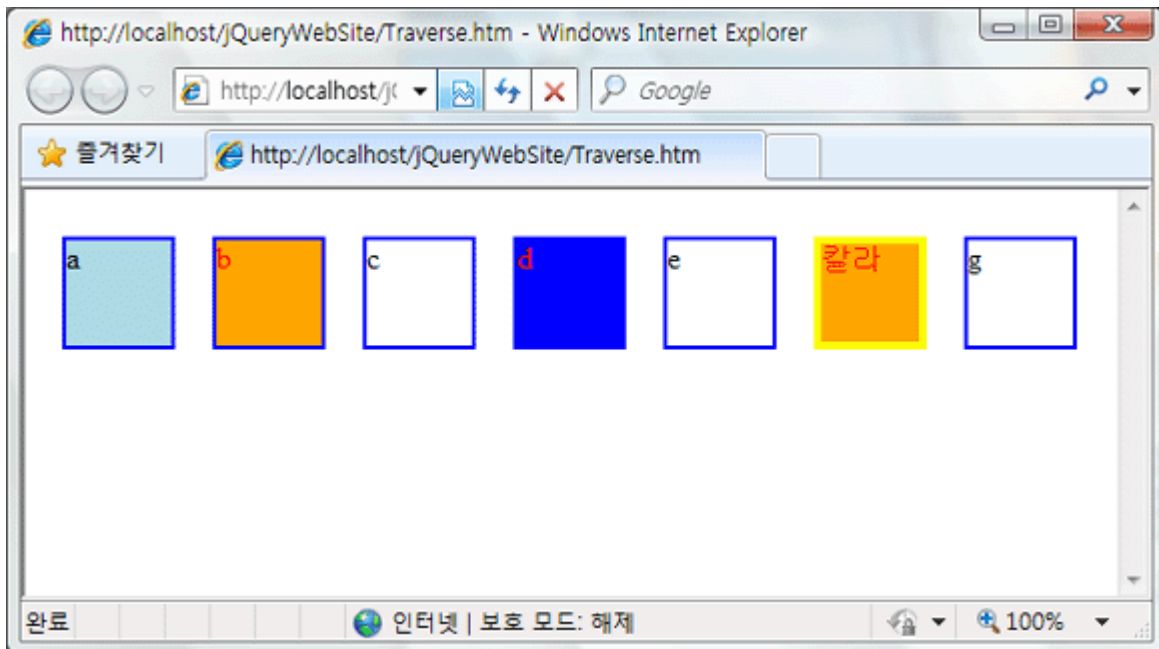 http://localhost/jQueryWebSite/Traverse.htm - Windows Internet Explorer
http://localhost/j Google
즐겨찾기 http://localhost/jQueryWebSite/Traverse.htm
a b c d e 칼라 g
완료 인터넷 | 보호 모드: 해제 100%